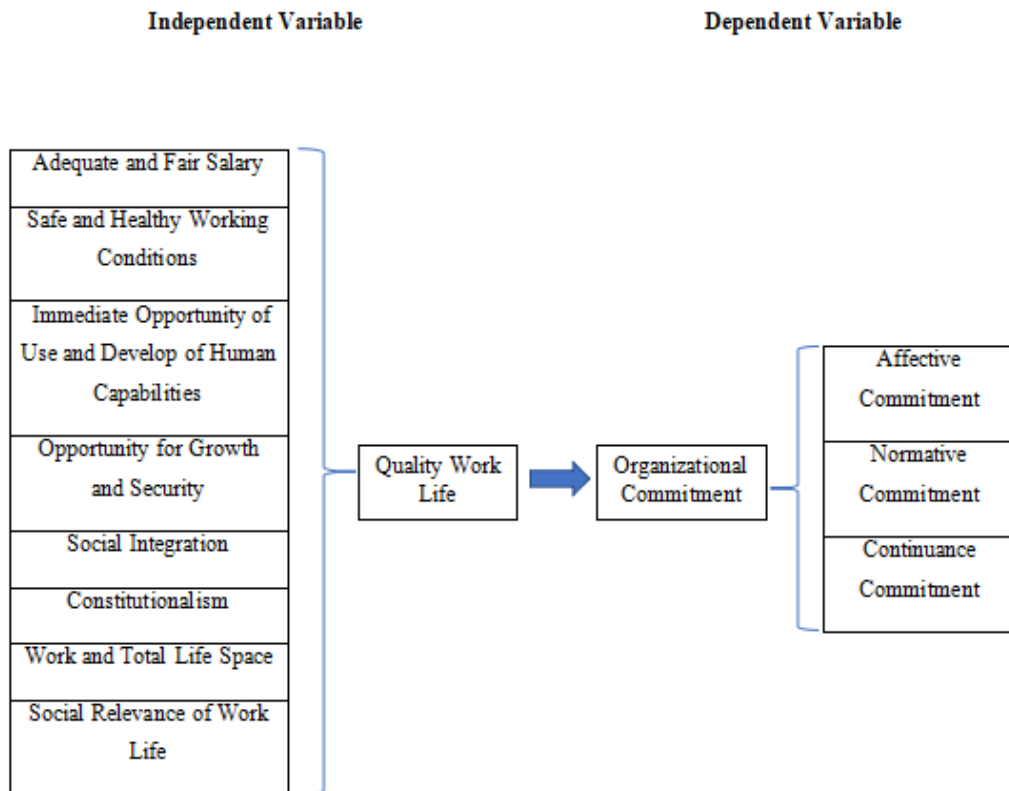 Independent Variable
Dependent Variable
Adequate and Fair Salary
Safe and Healthy Working
Conditions
Immediate Opportunity of
Use and Develop of Human
Capabilities
Opportunity for Growth
and Security
Social Integration
Constitutionalism
Work and Total Life Space
Social Relevance of Work
Life
Quality Work
Life
Organizational
Commitment
Affective
Commitment
Normative
Commitment
Continuance
Commitment